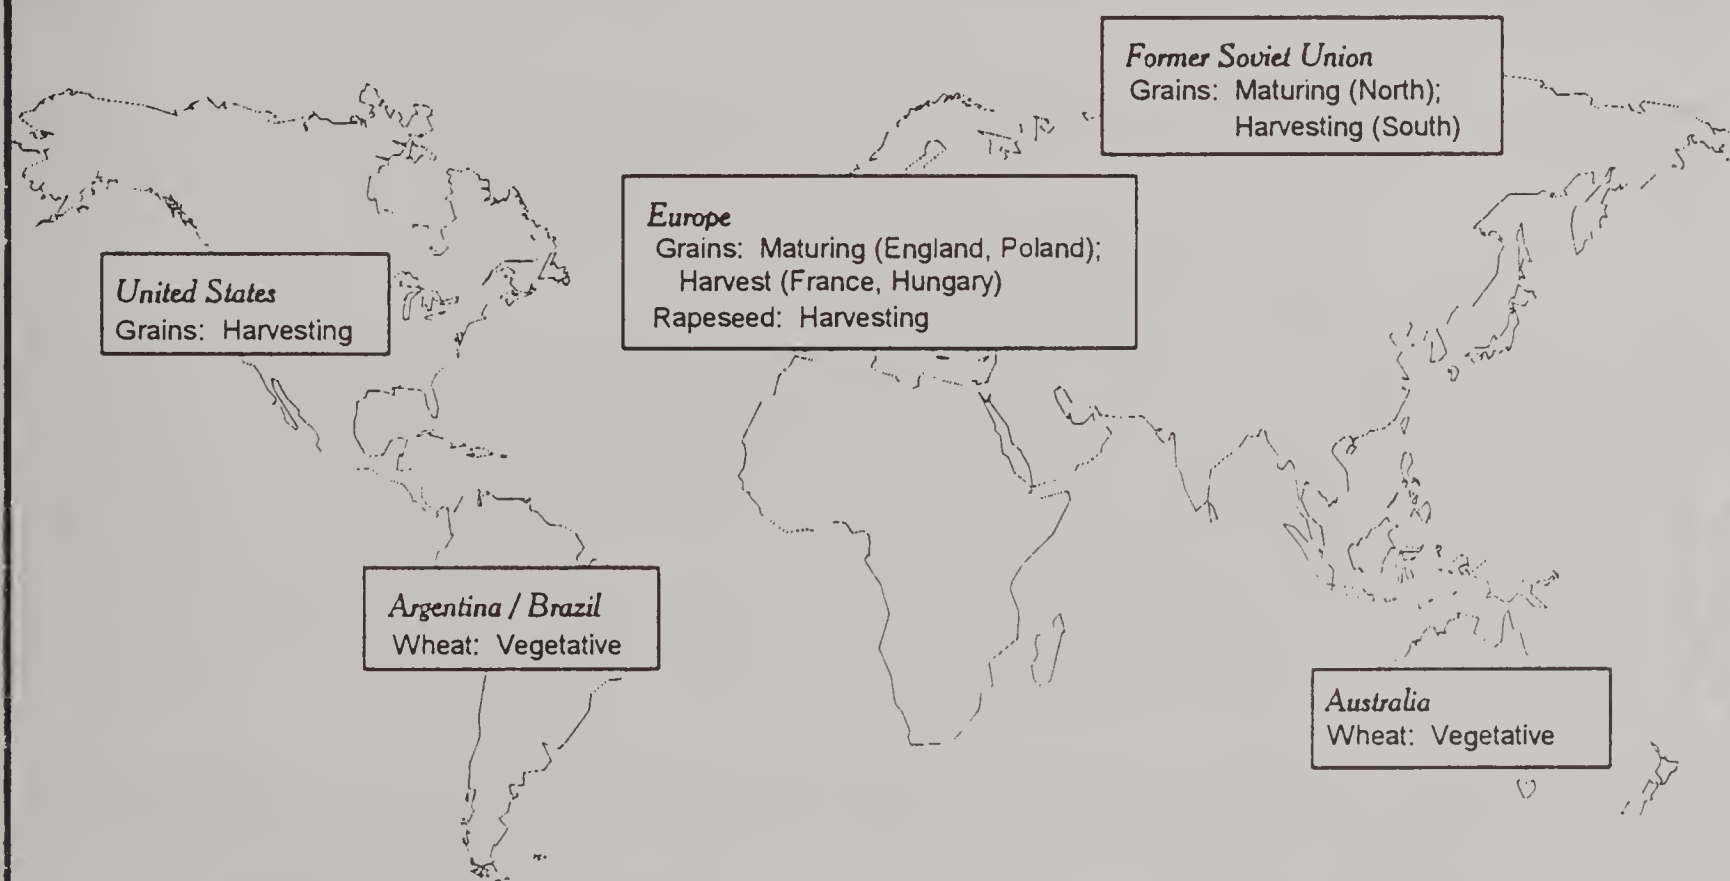 Former Soviet Union
Grains: Maturing (North);
Harvesting (South)
Europe
Grains: Maturing (England, Poland);
Harvest (France, Hungary)
Rapeseed: Harvesting
United States
Grains: Harvesting
Argentina / Brazil
Wheat: Vegetative
Australia
Wheat: Vegetative